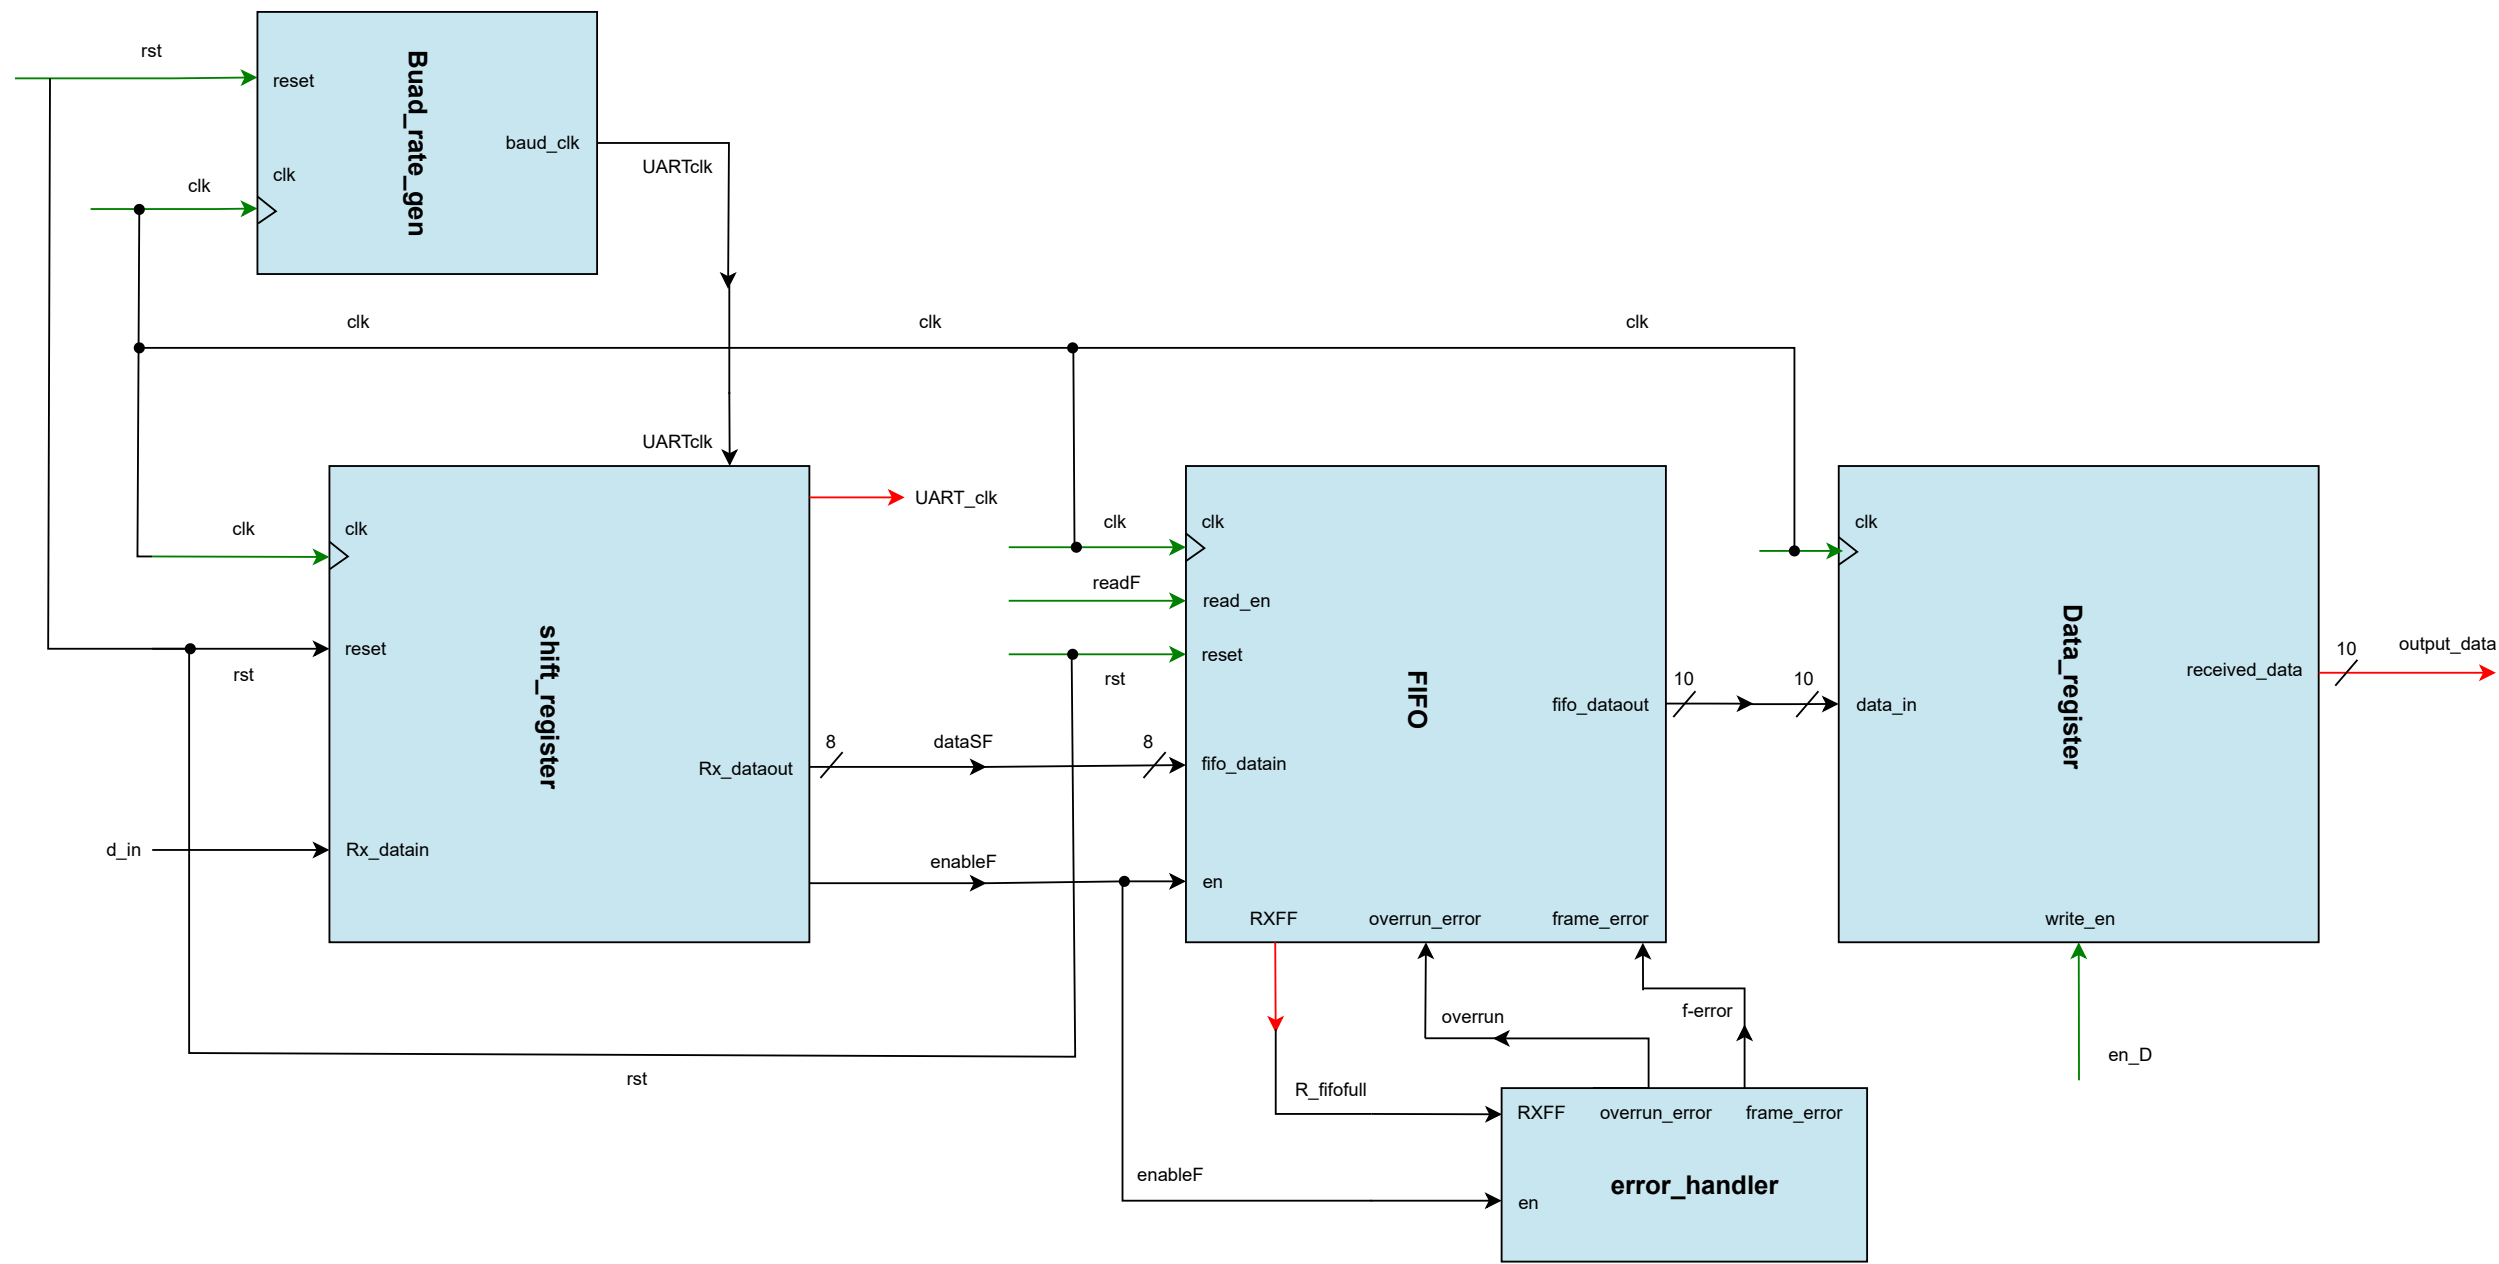 rst
reset
Buad_rate_gen
baud_clk
UARTclk
clk
clk
clk
clk
clk
UARTclk
UART_clk
clk
clk
clk
clk
clk
readF
read_en
reset
rst
shift_register
reset
rst
FIFO
Data_register
10
output_data
received_data
10
10
fifo_dataout
data_in
8
dataSF
8
Rx_dataout
fifo_datain
d_in
Rx_datain
enableF
en
RXFF
overrun_error
frame_error
write_en
f-error
overrun
en_D
rst
R_fifofull
RXFF
overrun_error
frame_error
enableF
error_handler
en